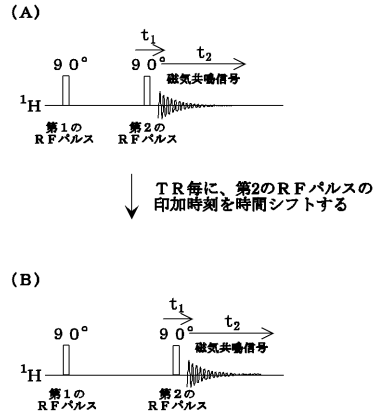 (A)
t1
90° 90° t2
磁気共鳴信号
1H
第1の 第2の
RFパルス RFパルス
TR毎に、第2のRFパルスの
印加時刻を時間シフトする
(B)
t1
90° 90° t2
磁気共鳴信号
1H
第1の 第2の
RFパルス RFパルス